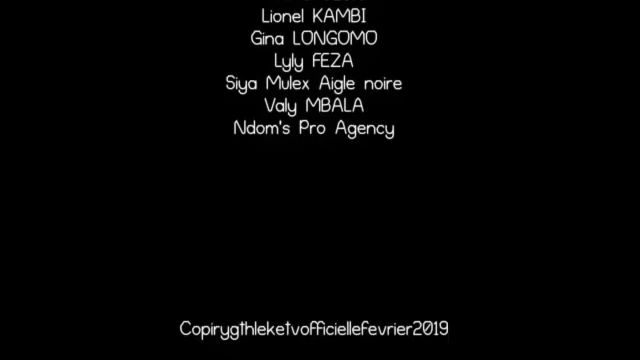 Lionel KAMBI
Gina LONGOMO
Lyly FEZA
Siya Mulex Aigle noire
Valy MBALA
Ndom's Pro Agency
Copirygthleketvofficiellefevrier2019